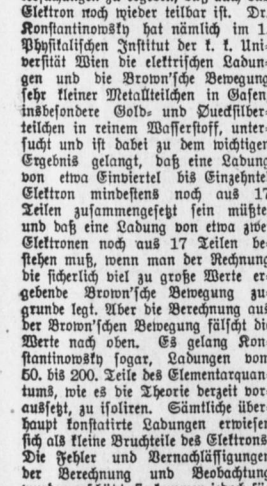 Elektron noch wieder teilbar ist. Dr.
Konstantinowsky hat nämlich im 1.
Physikalischen Institut der k. k. Uni-
versität Wien die elektrischen Ladun-
gen und die Brown'sche Bewegung
sehr kleiner Metallteilchen in Gasen,
insbesondere Gold- und Quecksilber-
teilchen in reinem Wasserstoff, unter-
sucht und ist dabei zu dem wichtigen
Ergebnis gelangt, daß eine Ladung
von etwa Einviertel bis Einzehntel
Elektron mindestens noch aus 17
Teilen zusammengesetzt sein müßte
und daß eine Ladung von etwa zwei
Elektronen noch aus 17 Teilen be-
stehen muß, wenn man der Rechnung
die sicherlich viel zu große Werte er-
gebende Brown'sche Bewegung zu-
grunde legt. Aber die Berechnung aus
der Brown'schen Bewegung fälscht die
Werte nach oben. Es gelang Kon-
stantinowsky sogar, Ladungen vom
50. bis 200. Teile des Elementarquan-
tums, wie es die Theorie derzeit vor-
aussetzt, zu isoliren. Sämtliche über-
haupt konstatirte Ladungen erwiesen
sich als kleine Bruchteile des Elektrons.
Die Fehler und Vernachlässigungen
der Berechnung und Beobachtung